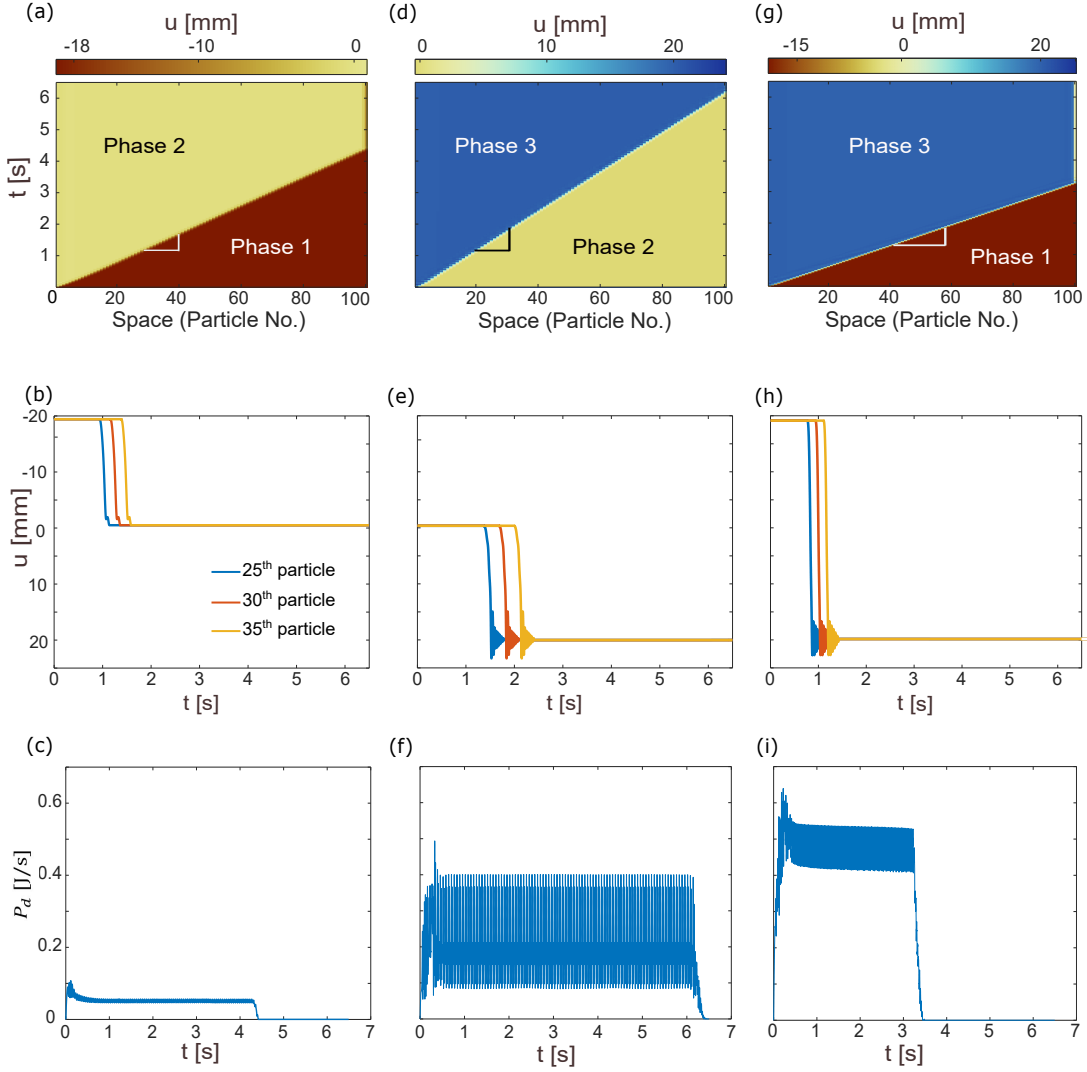 (a)
u [mm]
-18 -10 0
6
5
4
3
2
1
0
t [s]
Phase 2
Phase 1
0 20 40 60 80 100
Space (Particle No.)
(d)
u [mm]
0 10 20
Phase 3
Phase 2
20 40 60 80 100
Space (Particle No.)
(g)
u [mm]
-15 0 20
Phase 3
Phase 1
20 40 60 80 100
Space (Particle No.)
(b)
-20
-10
0
10
20
u [mm]
25th particle
30th particle
35th particle
0 1 2 3 4 5 6
t [s]
(e)
0 1 2 3 4 5 6
t [s]
(h)
0 1 2 3 4 5 6
t [s]
(c)
0.6
0.4
0.2
0
P_d [J/s]
0 1 2 3 4 5 6 7
t [s]
(f)
0 1 2 3 4 5 6 7
t [s]
(i)
0 1 2 3 4 5 6 7
t [s]